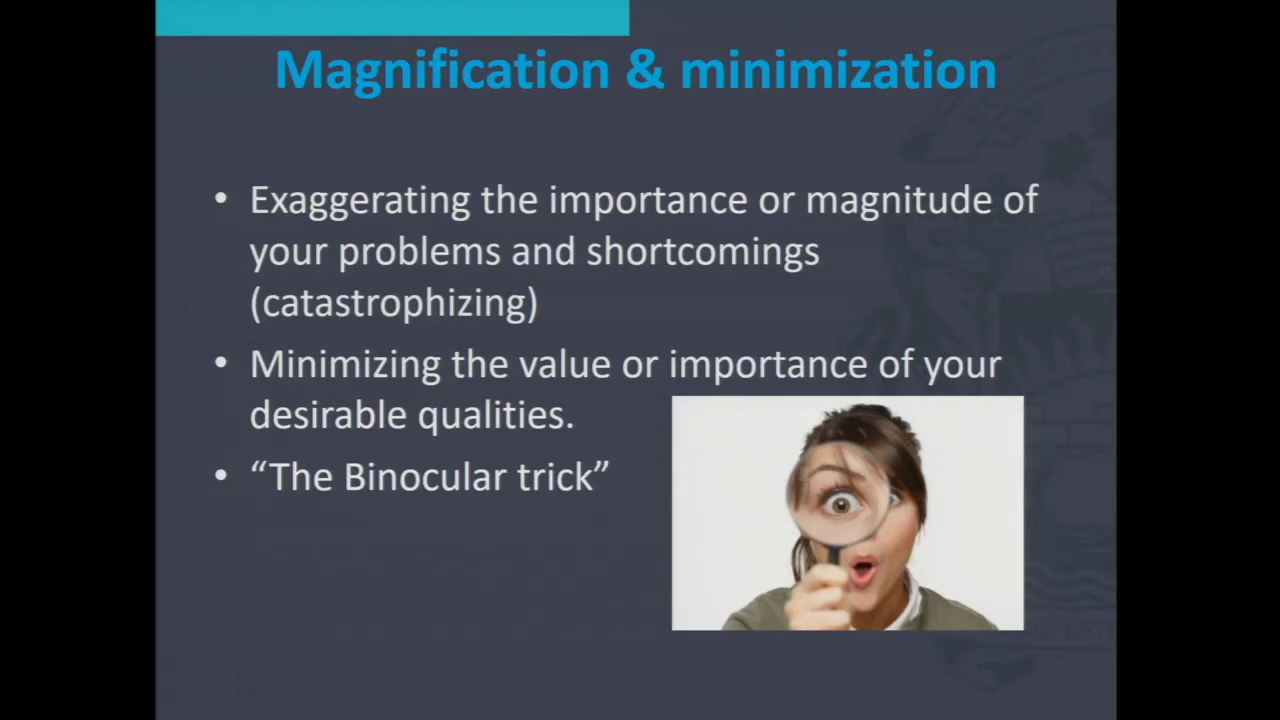 Magnification & minimization
• Exaggerating the importance or magnitude of
your problems and shortcomings
(catastrophizing)
• Minimizing the value or importance of your
desirable qualities.
• “The Binocular trick”